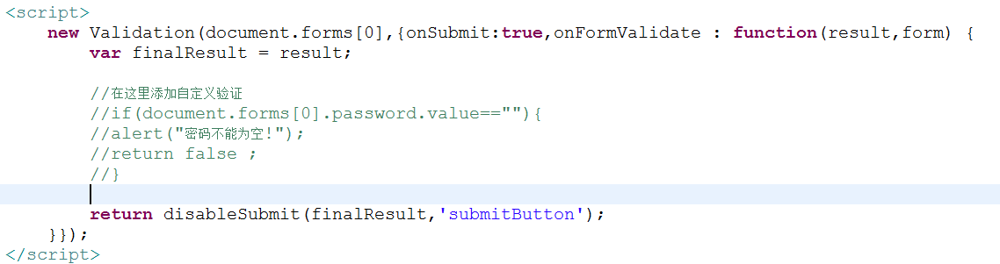 <script>
new Validation(document.forms[0],{onSubmit:true,onFormValidate : function(result,form) {
var finalResult = result;
//在这里添加自定义验证
//if(document.forms[0].password.value==""){
//alert("密码不能为空!");
//return false ;
//}
return disableSubmit(finalResult,'submitButton');
}});
</script>